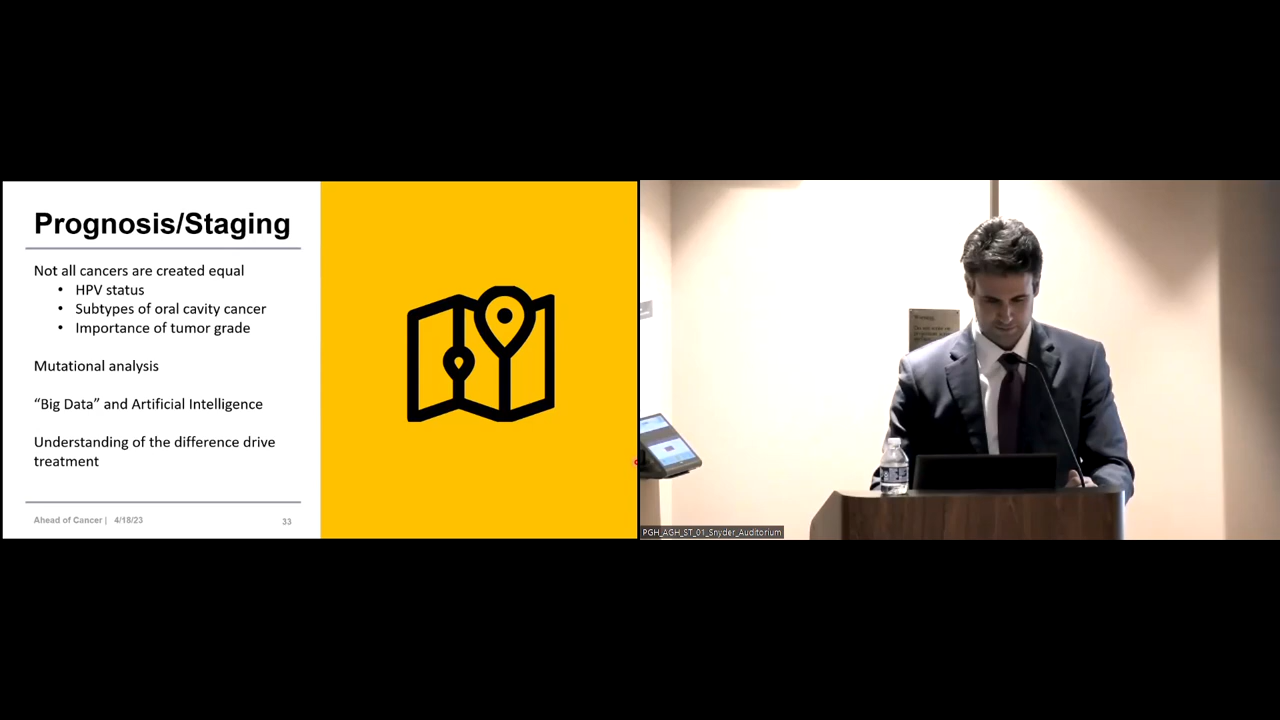 Prognosis/Staging
Not all cancers are created equal
• HPV status
• Subtypes of oral cavity cancer
• Importance of tumor grade
Mutational analysis
“Big Data” and Artificial Intelligence
Understanding of the difference drive
treatment
Ahead of Cancer | 4/18/23
33
PGH_AGH_ST_01_Snyder_Auditorium